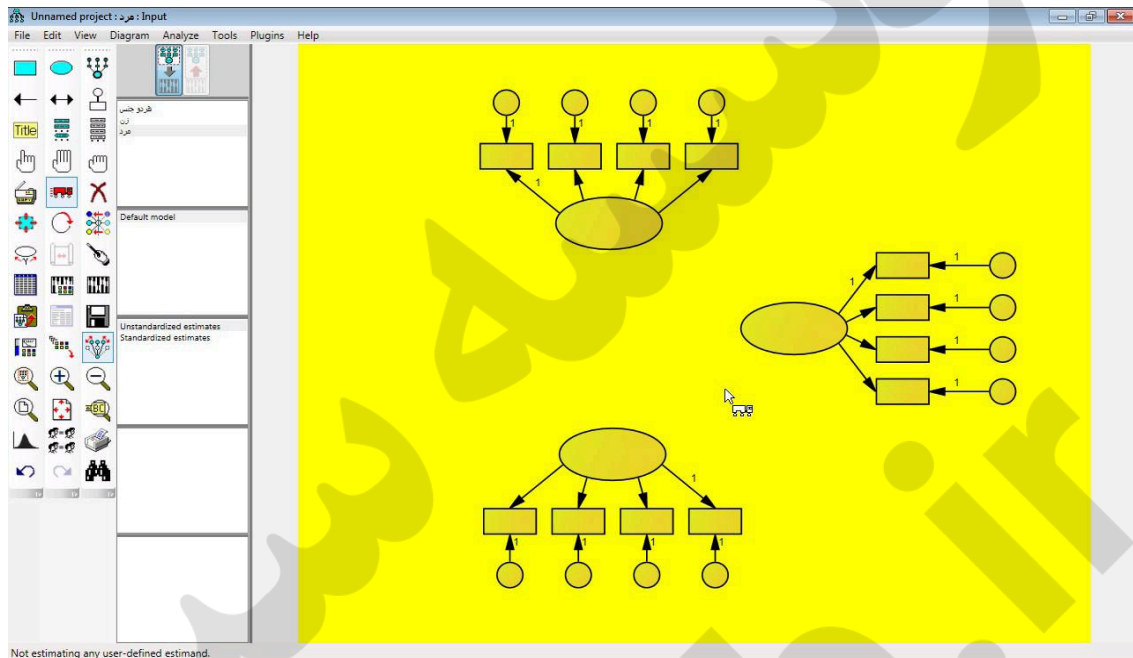 Unnamed project : مرد : Input
File Edit View Diagram Analyze Tools Plugins Help
Title
هردو جنس
زن
مرد
Default model
Unstandardized estimates
Standardized estimates
1 1 1 1
1
1 1
1
1
1
1
1 1 1 1
Not estimating any user-defined estimand.